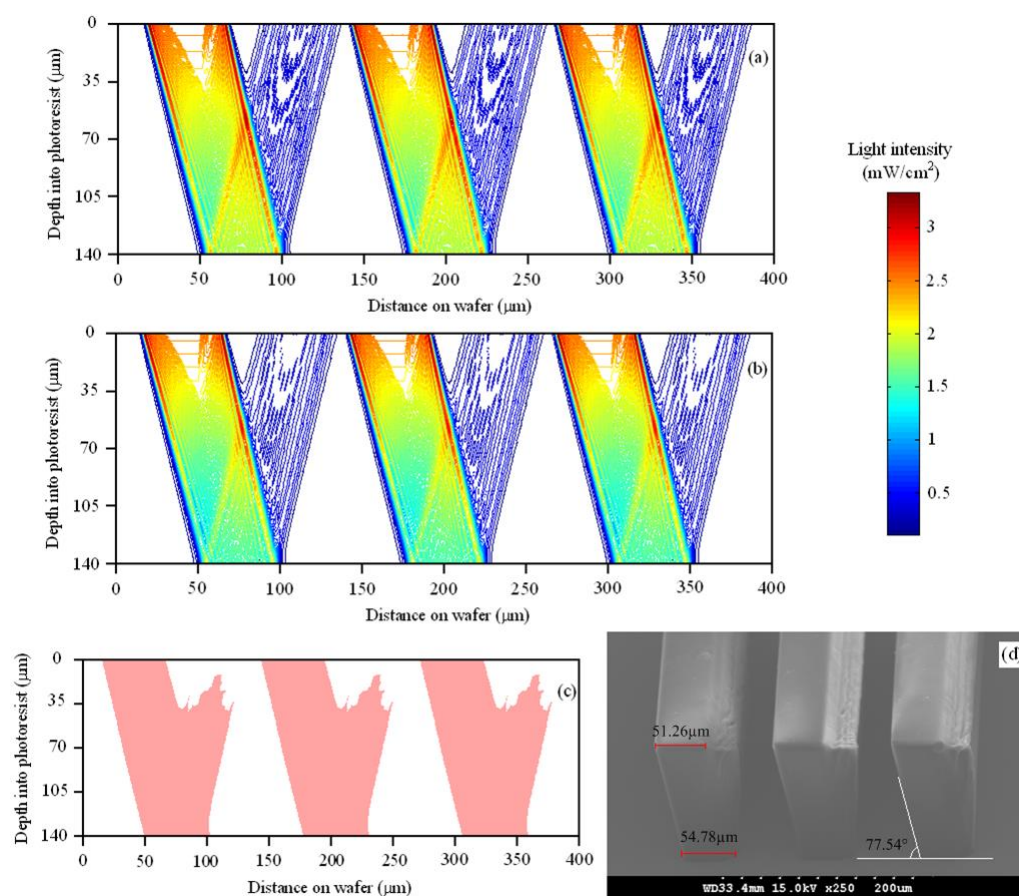 0
35
70
105
140
Depth into photoresist (μm)
(a)
0 50 100 150 200 250 300 350 400
Distance on wafer (μm)
0
35
70
105
140
Depth into photoresist (μm)
(b)
0 50 100 150 200 250 300 350 400
Distance on wafer (μm)
Light intensity
(mW/cm²)
3
2.5
2
1.5
1
0.5
0
35
70
105
140
Depth into photoresist (μm)
(c)
0 50 100 150 200 250 300 350 400
Distance on wafer (μm)
(d)
51.26μm
54.78μm
77.54°
WD33.4mm 15.0kV x250 200um